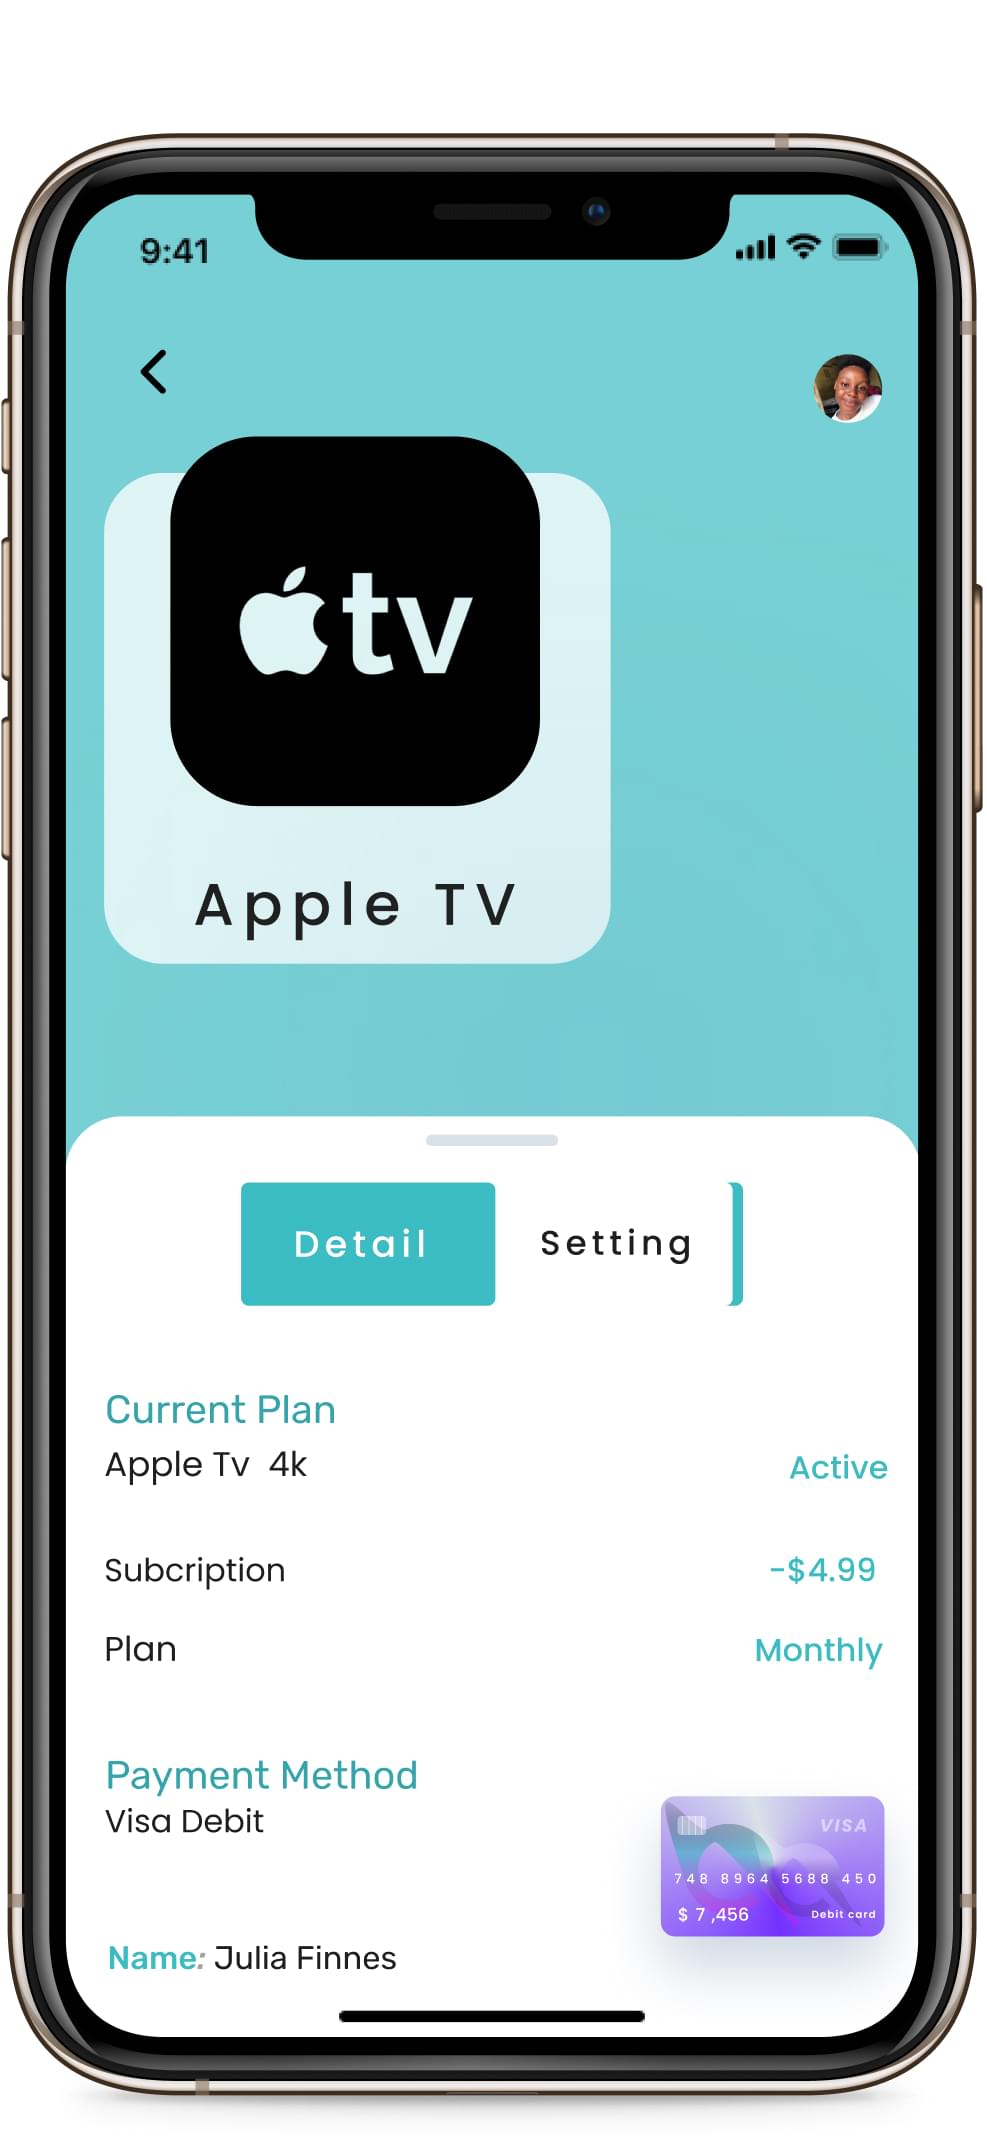 9:41
tv
Apple TV
Detail
Setting
Current Plan
Apple Tv 4k
Active
Subcription
-$4.99
Plan
Monthly
Payment Method
Visa Debit
VISA
748 8964 5688 450
$ 7,456
Debit card
Name: Julia Finnes